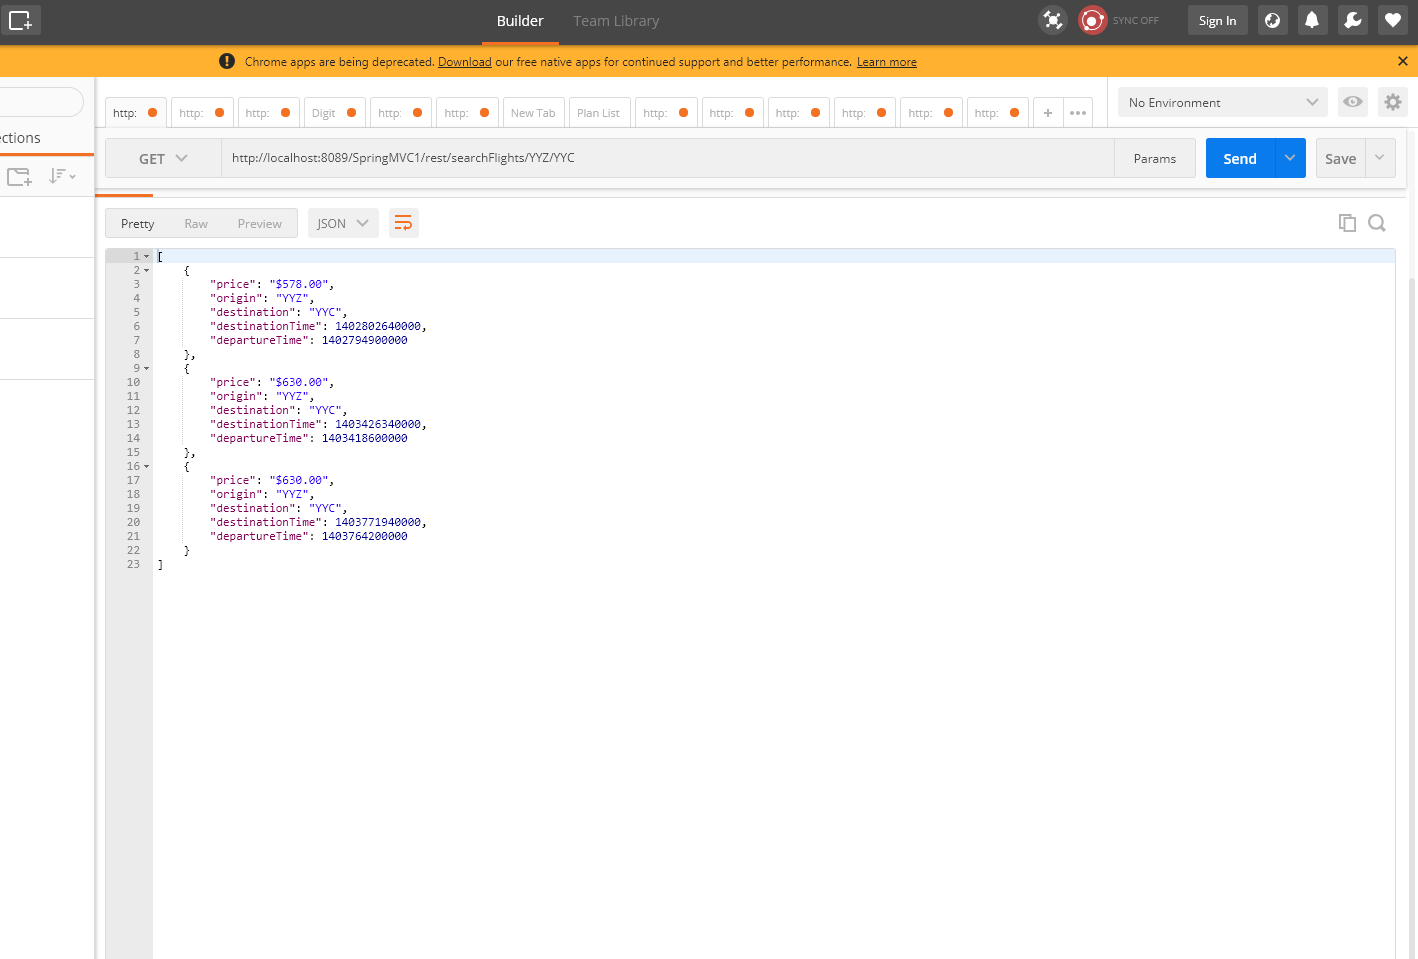 Builder
Team Library
SYNC OFF
Sign In
Chrome apps are being deprecated. Download our free native apps for continued support and better performance. Learn more
http:
http:
http:
Digit
http:
http:
New Tab
Plan List
http:
http:
http:
http:
http:
http:
+
No Environment
ections
GET
http://localhost:8089/SpringMVC1/rest/searchFlights/YYZ/YYC
Params
Send
Save
Pretty
Raw
Preview
JSON
1 [
2 {
3 "price": "$578.00",
4 "origin": "YYZ",
5 "destination": "YYC",
6 "destinationTime": 1402802640000,
7 "departureTime": 1402794900000
8 },
9 {
10 "price": "$630.00",
11 "origin": "YYZ",
12 "destination": "YYC",
13 "destinationTime": 1403426340000,
14 "departureTime": 1403418600000
15 },
16 {
17 "price": "$630.00",
18 "origin": "YYZ",
19 "destination": "YYC",
20 "destinationTime": 1403771940000,
21 "departureTime": 1403764200000
22 }
23 ]